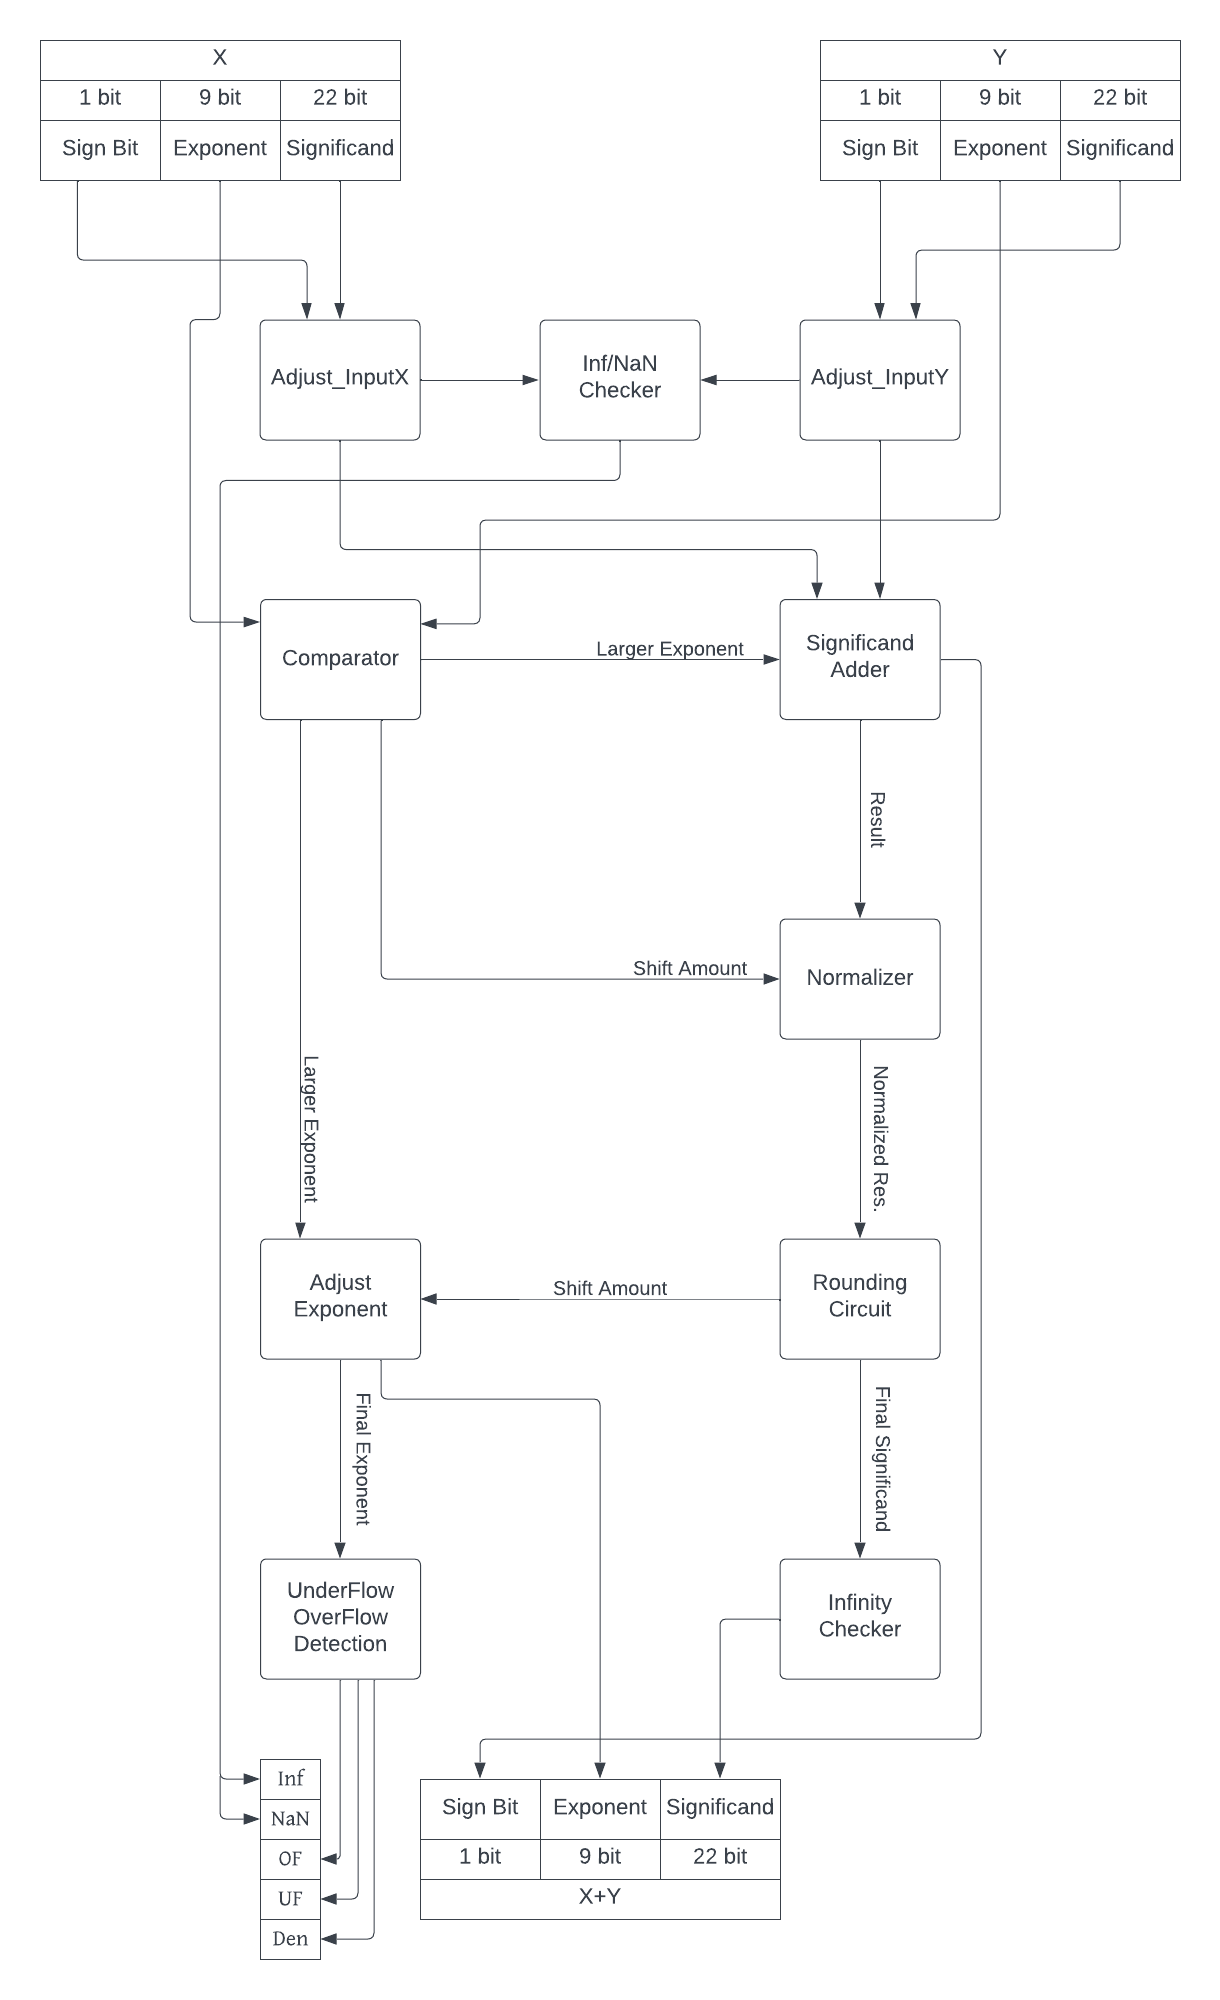 X
1 bit
9 bit
22 bit
Sign Bit
Exponent
Significand
Y
1 bit
9 bit
22 bit
Sign Bit
Exponent
Significand
Adjust_InputX
Inf/NaN
Checker
Adjust_InputY
Comparator
Larger Exponent
Significand
Adder
Result
Shift Amount
Normalizer
Larger Exponent
Normalized Res.
Adjust
Exponent
Shift Amount
Rounding
Circuit
Final Exponent
Final Significand
UnderFlow
OverFlow
Detection
Infinity
Checker
Inf
NaN
OF
UF
Den
Sign Bit
Exponent
Significand
1 bit
9 bit
22 bit
X+Y